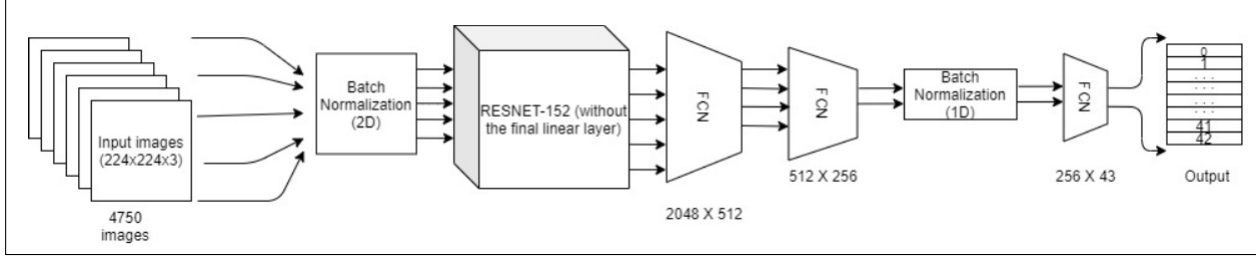 Input images
(224x224x3)
4750
images
Batch
Normalization
(2D)
RESNET-152 (without
the final linear layer)
FCN
2048 X 512
FCN
512 X 256
Batch
Normalization
(1D)
FCN
256 X 43
0
1
. . .
. . .
. . .
. . .
41
42
Output